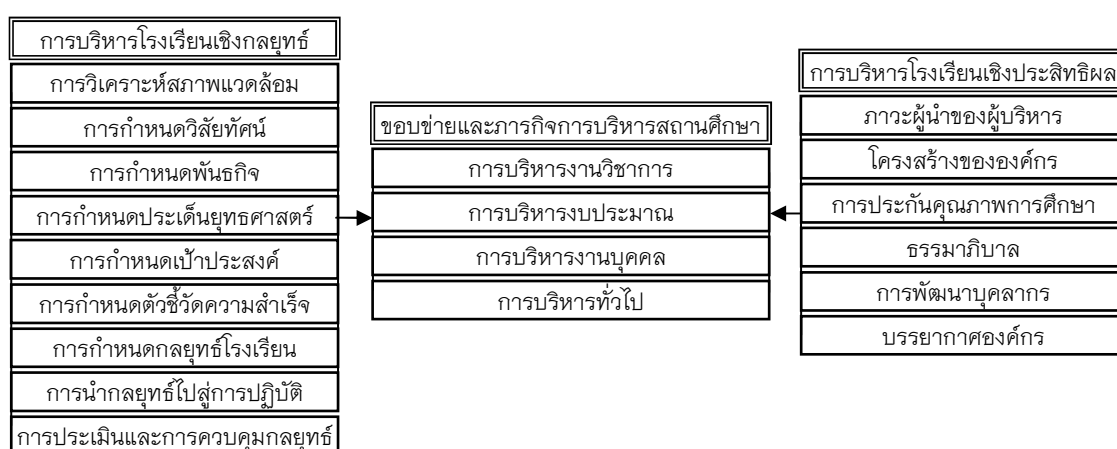 การบริหารโรงเรียนเชิงกลยุทธ์
การวิเคราะห์สภาพแวดล้อม
การกำหนดวิสัยทัศน์
การกำหนดพันธกิจ
การกำหนดประเด็นยุทธศาสตร์
การกำหนดเป้าประสงค์
การกำหนดตัวชี้วัดความสำเร็จ
การกำหนดกลยุทธ์โรงเรียน
การนำกลยุทธ์ไปสู่การปฏิบัติ
การประเมินและการควบคุมกลยุทธ์
ขอบข่ายและภารกิจการบริหารสถานศึกษา
การบริหารงานวิชาการ
การบริหารงบประมาณ
การบริหารงานบุคคล
การบริหารทั่วไป
การบริหารโรงเรียนเชิงประสิทธิผล
ภาวะผู้นำของผู้บริหาร
โครงสร้างขององค์กร
การประกันคุณภาพการศึกษา
ธรรมาภิบาล
การพัฒนาบุคลากร
บรรยากาศองค์กร